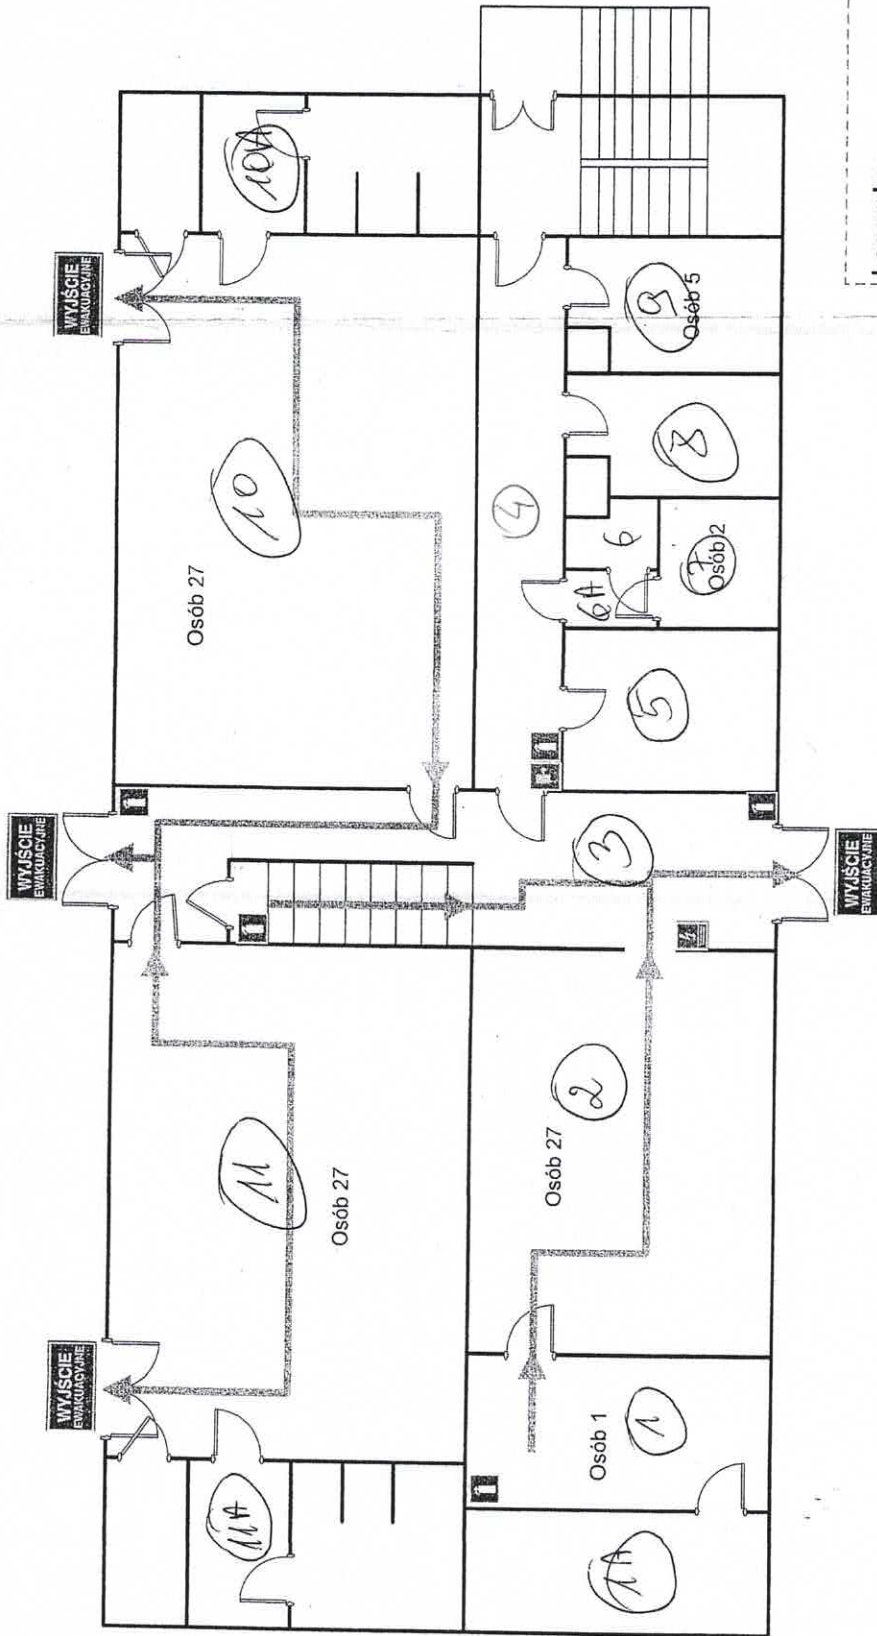 WYJŚCIE
EWAKUACYJNE
WYJŚCIE
EWAKUACYJNE
WYJŚCIE
EWAKUACYJNE
WYJŚCIE
EWAKUACYJNE
11A
11
Osób 27
10
Osób 27
10A
1A
1
Osób 1
2
Osób 27
3
4
5
6A
6
7
Osób 2
8
9
Osób 5